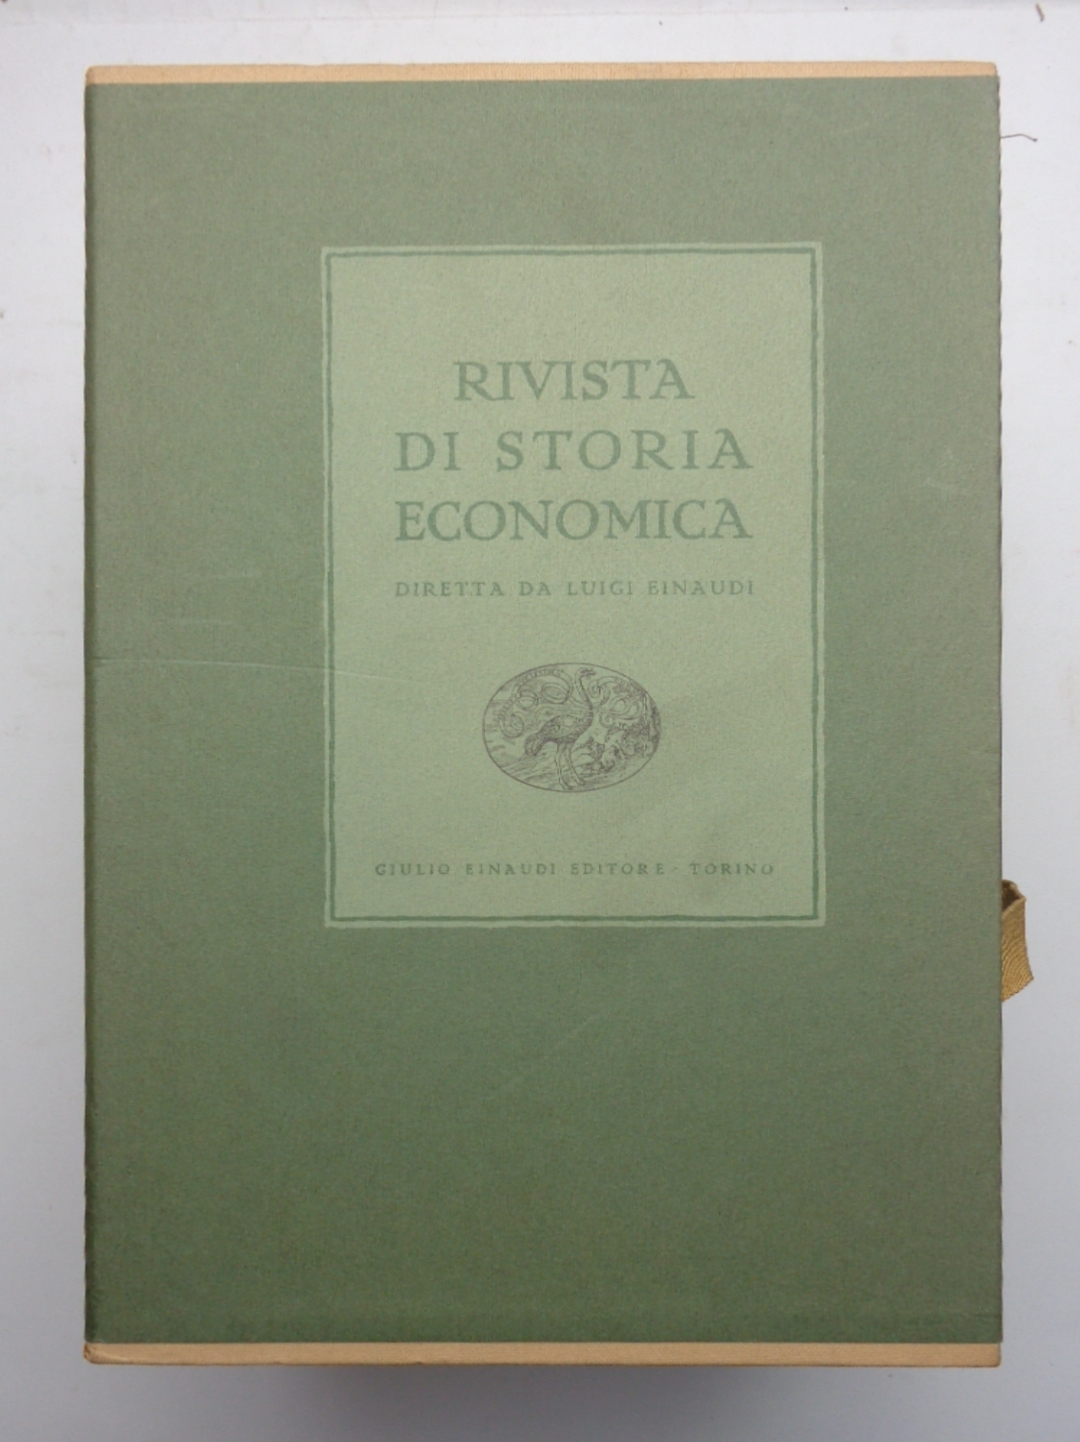 RIVISTA
DI STORIA
ECONOMICA
DIRETTA DA LUIGI EINAUDI
GIULIO EINAUDI EDITORE - TORINO